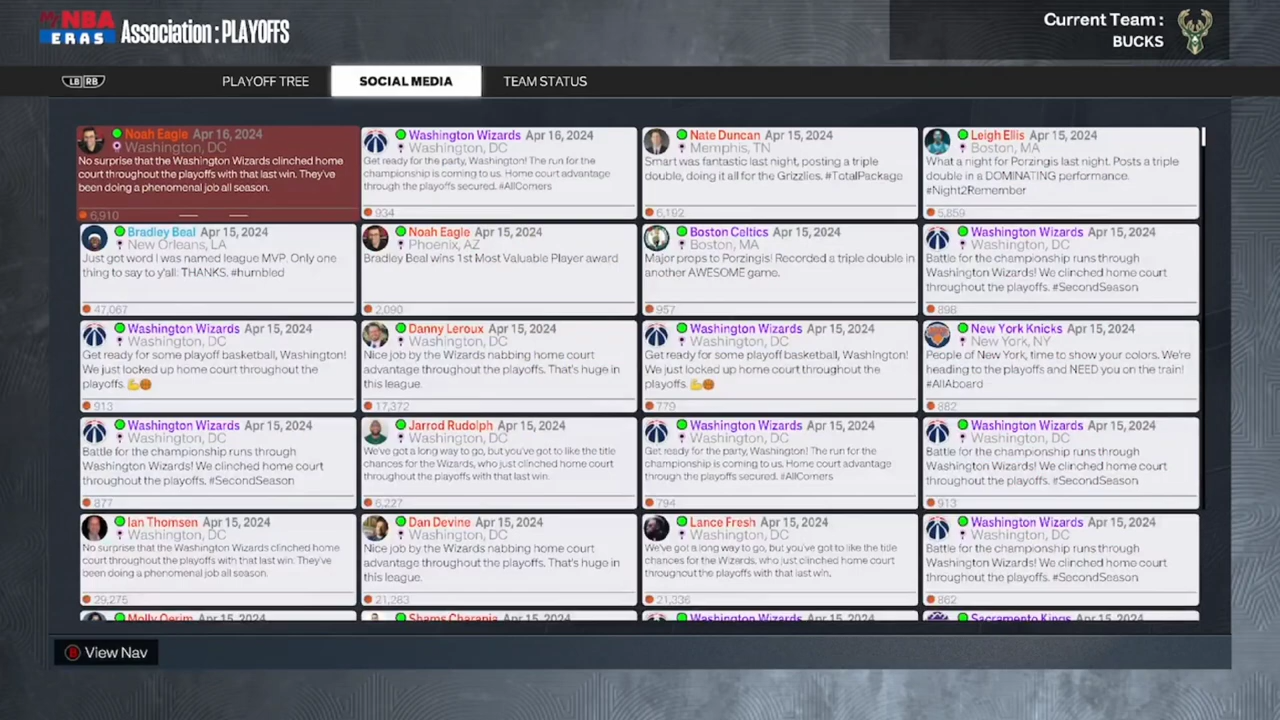 MyNBA ERAS Association : PLAYOFFS
Current Team :
BUCKS
LB RB
PLAYOFF TREE
SOCIAL MEDIA
TEAM STATUS
Noah Eagle Apr 16, 2024
Washington, DC
No surprise that the Washington Wizards clinched home
court throughout the playoffs with that last win. They've
been doing a phenomenal job all season.
6,910
Washington Wizards Apr 16, 2024
Washington, DC
Get ready for the party, Washington! The run for the
championship is coming to us. Home court advantage
through the playoffs secured. #AllComers
934
Nate Duncan Apr 15, 2024
Memphis, TN
Smart was fantastic last night, posting a triple
double, doing it all for the Grizzlies. #TotalPackage
6,192
Leigh Ellis Apr 15, 2024
Boston, MA
What a night for Porzingis last night. Posts a triple
double in a DOMINATING performance.
#Night2Remember
5,859
Bradley Beal Apr 15, 2024
New Orleans, LA
Just got word I was named league MVP. Only one
thing to say to y'all: THANKS. #humbled
47,067
Noah Eagle Apr 15, 2024
Phoenix, AZ
Bradley Beal wins 1st Most Valuable Player award
2,090
Boston Celtics Apr 15, 2024
Boston, MA
Major props to Porzingis! Recorded a triple double in
another AWESOME game.
957
Washington Wizards Apr 15, 2024
Washington, DC
Battle for the championship runs through
Washington Wizards! We clinched home court
throughout the playoffs. #SecondSeason
898
Washington Wizards Apr 15, 2024
Washington, DC
Get ready for some playoff basketball, Washington!
We just locked up home court throughout the
playoffs. 💪🏀
913
Danny Leroux Apr 15, 2024
Washington, DC
Nice job by the Wizards nabbing home court
advantage throughout the playoffs. That's huge in
this league.
17,372
Washington Wizards Apr 15, 2024
Washington, DC
Get ready for some playoff basketball, Washington!
We just locked up home court throughout the
playoffs. 💪🏀
779
New York Knicks Apr 15, 2024
New York, NY
People of New York, time to show your colors. We're
heading to the playoffs and NEED you on the train!
#AllAboard
882
Washington Wizards Apr 15, 2024
Washington, DC
Battle for the championship runs through
Washington Wizards! We clinched home court
throughout the playoffs. #SecondSeason
877
Jarrod Rudolph Apr 15, 2024
Washington, DC
We've got a long way to go, but you've got to like the title
chances for the Wizards, who just clinched home court
throughout the playoffs with that last win.
6,227
Washington Wizards Apr 15, 2024
Washington, DC
Get ready for the party, Washington! The run for the
championship is coming to us. Home court advantage
through the playoffs secured. #AllComers
794
Washington Wizards Apr 15, 2024
Washington, DC
Battle for the championship runs through
Washington Wizards! We clinched home court
throughout the playoffs. #SecondSeason
913
Ian Thomsen Apr 15, 2024
Washington, DC
No surprise that the Washington Wizards clinched home
court throughout the playoffs with that last win. They've
been doing a phenomenal job all season.
29,275
Dan Devine Apr 15, 2024
Washington, DC
Nice job by the Wizards nabbing home court
advantage throughout the playoffs. That's huge in
this league.
21,283
Lance Fresh Apr 15, 2024
Washington, DC
We've got a long way to go, but you've got to like the title
chances for the Wizards, who just clinched home court
throughout the playoffs with that last win.
21,336
Washington Wizards Apr 15, 2024
Washington, DC
Battle for the championship runs through
Washington Wizards! We clinched home court
throughout the playoffs. #SecondSeason
862
Molly Qerim Apr 15, 2024
Shams Charania Apr 15, 2024
Washington Wizards Apr 15, 2024
Sacramento Kings Apr 15, 2024
B View Nav